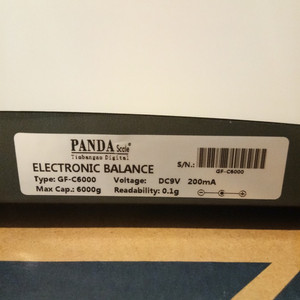 PANDA Scale
Tianhangao Digital
ELECTRONIC BALANCE
S/N.:
GF-C6000
Type: GF-C6000 Voltage: DC9V 200mA
Max Cap.: 6000g Readability: 0.1g